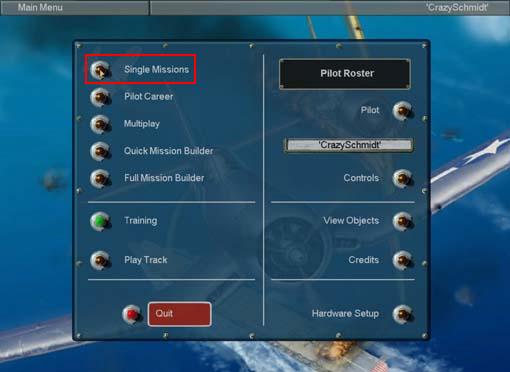 Main Menu
'CrazySchmidt'
Single Missions
Pilot Career
Multiplay
Quick Mission Builder
Full Mission Builder
Training
Play Track
Quit
Pilot Roster
Pilot
'CrazySchmidt'
Controls
View Objects
Credits
Hardware Setup